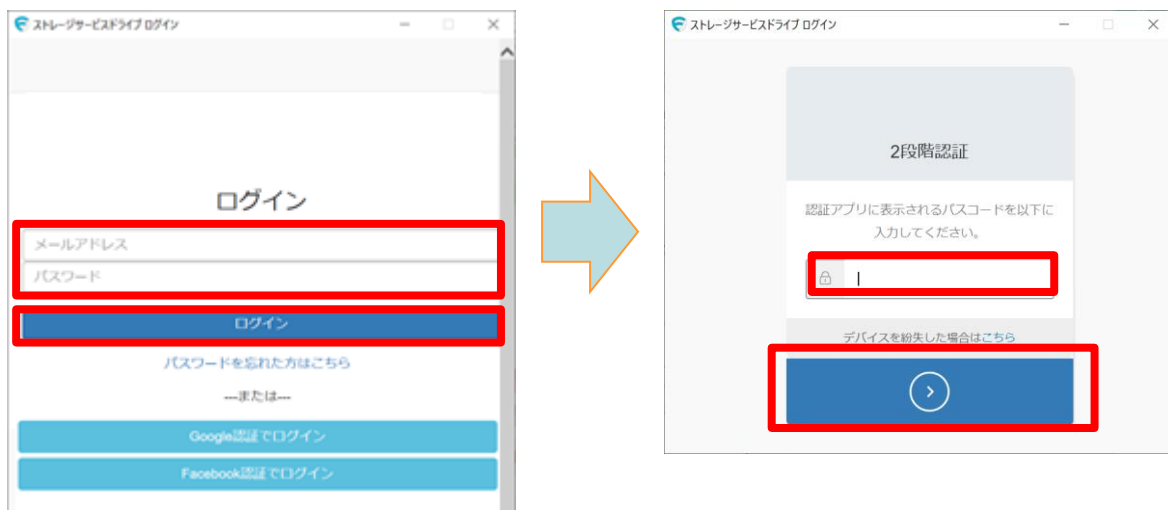 ストレージサービスドライブ ログイン
ログイン
メールアドレス
パスワード
ログイン
パスワードを忘れた方はこちら
---または---
Google認証でログイン
Facebook認証でログイン
ストレージサービスドライブ ログイン
2段階認証
認証アプリに表示されるパスコードを以下に
入力してください。
デバイスを紛失した場合はこちら